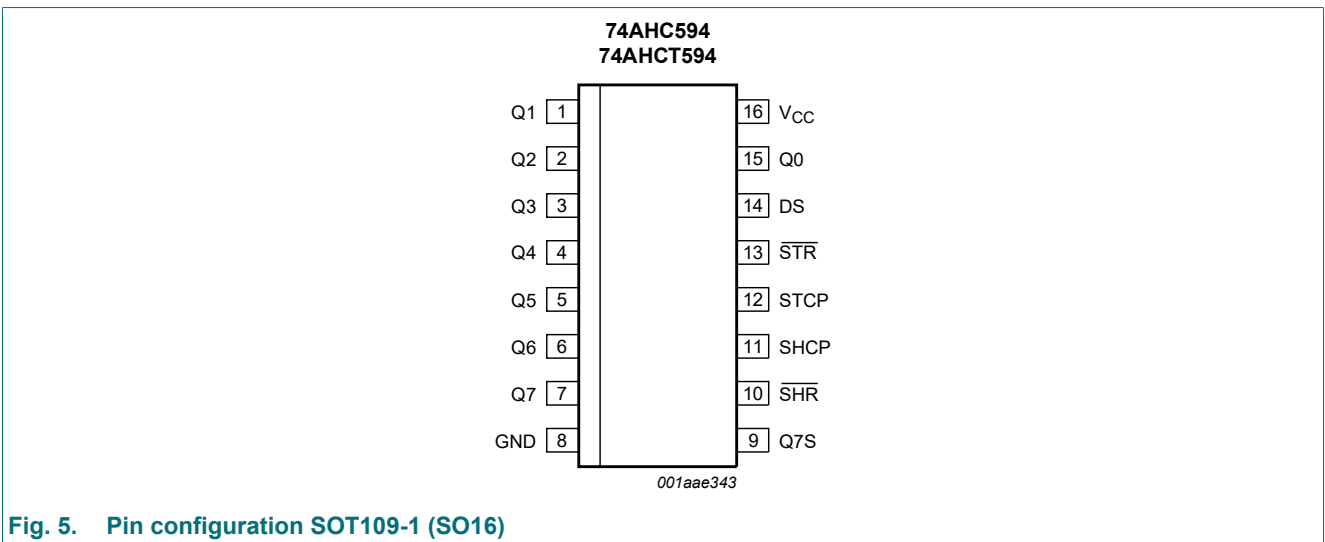 74AHC594
74AHCT594
Q1 1 16 VCC
Q2 2 15 Q0
Q3 3 14 DS
Q4 4 13 S̅T̅R̅
Q5 5 12 STCP
Q6 6 11 SHCP
Q7 7 10 S̅H̅R̅
GND 8 9 Q7S
001aae343
Fig. 5. Pin configuration SOT109-1 (SO16)